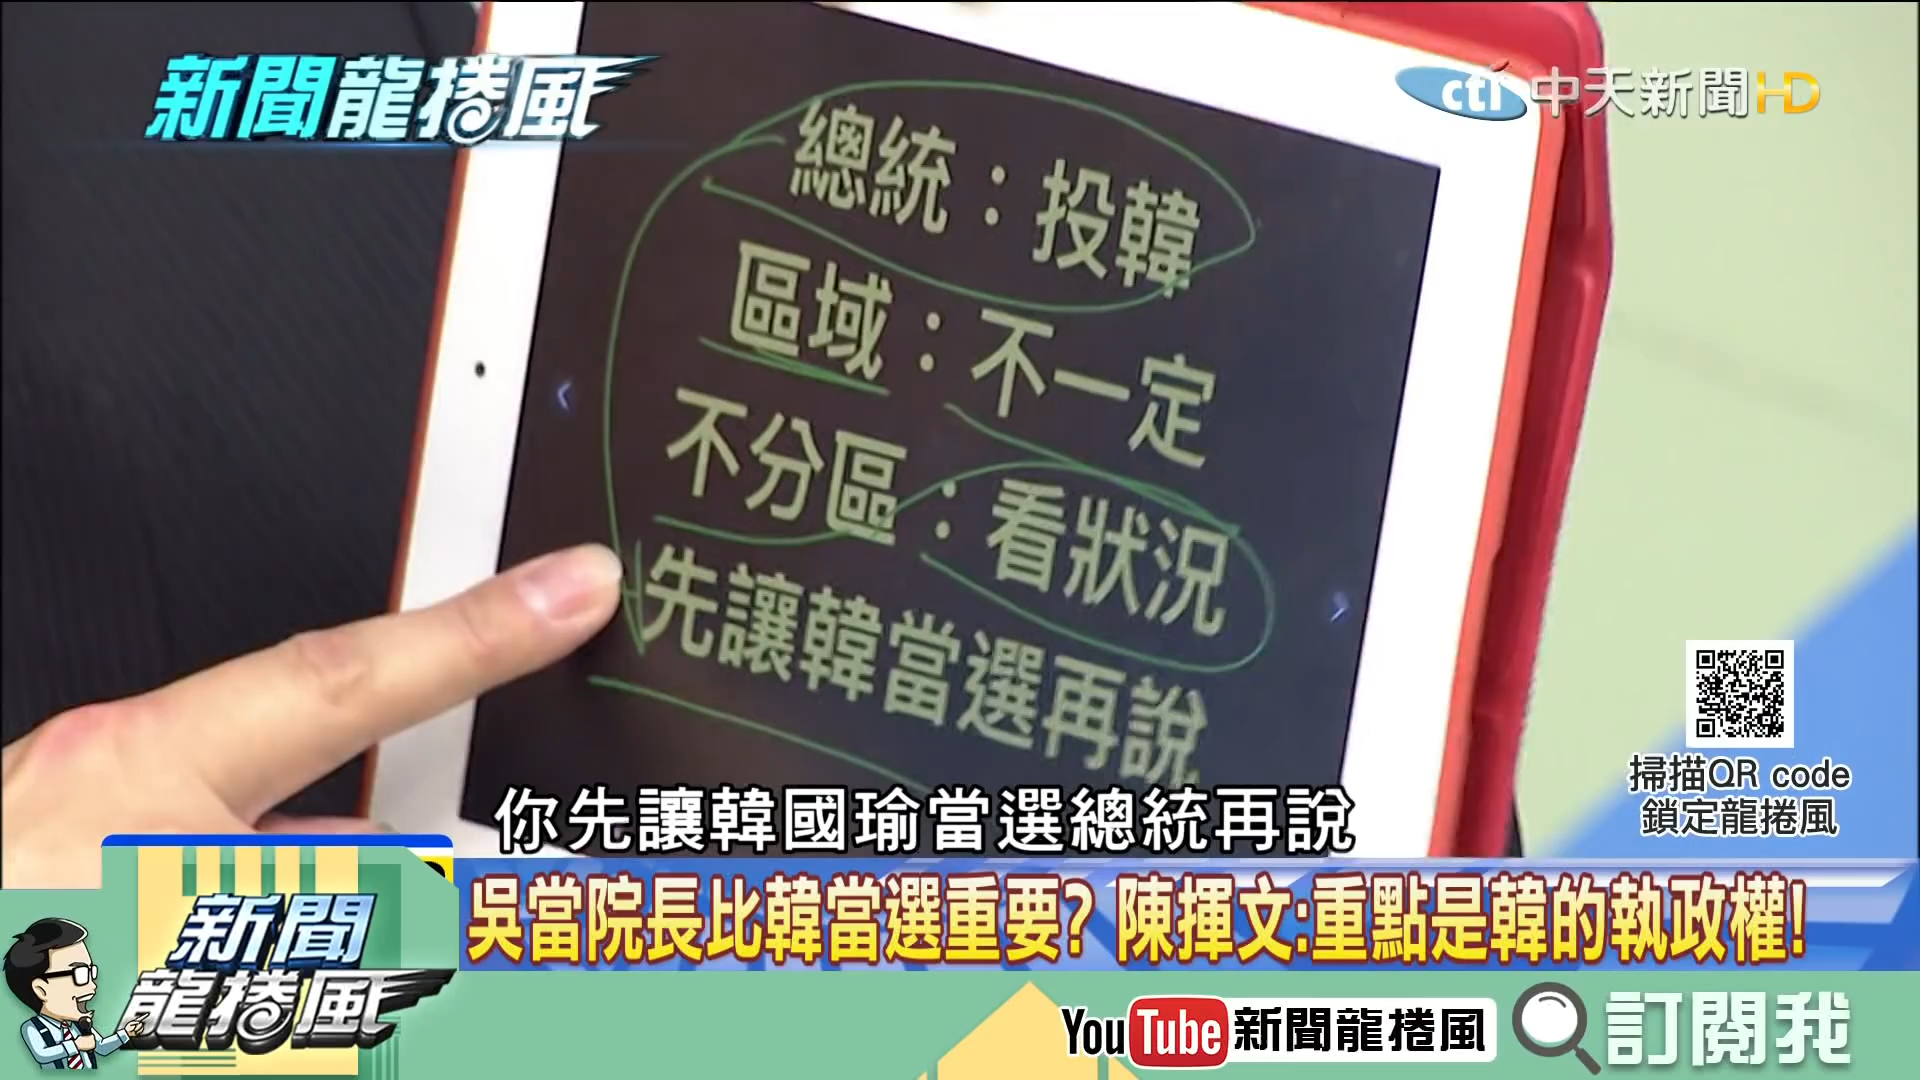 新聞龍捲風
cti 中天新聞HD
總統：投韓
區域：不一定
不分區：看狀況
先讓韓當選再說
掃描QR code
鎖定龍捲風
你先讓韓國瑜當選總統再說
吳當院長比韓當選重要? 陳揮文:重點是韓的執政權!
新聞
龍捲風
YouTube 新聞龍捲風
訂閱我